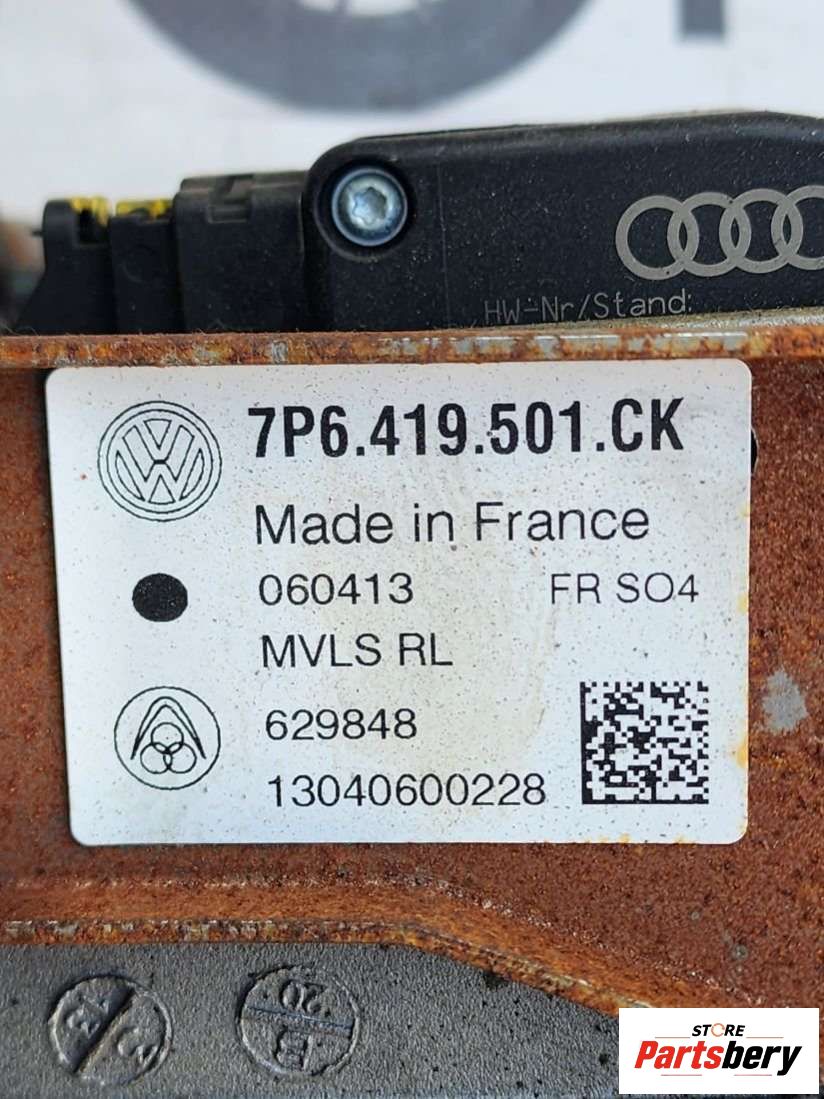 HW-Nr/Stand:
7P6.419.501.CK
Made in France
060413 FR SO4
MVLS RL
629848
13040600228
STORE
Partsbery